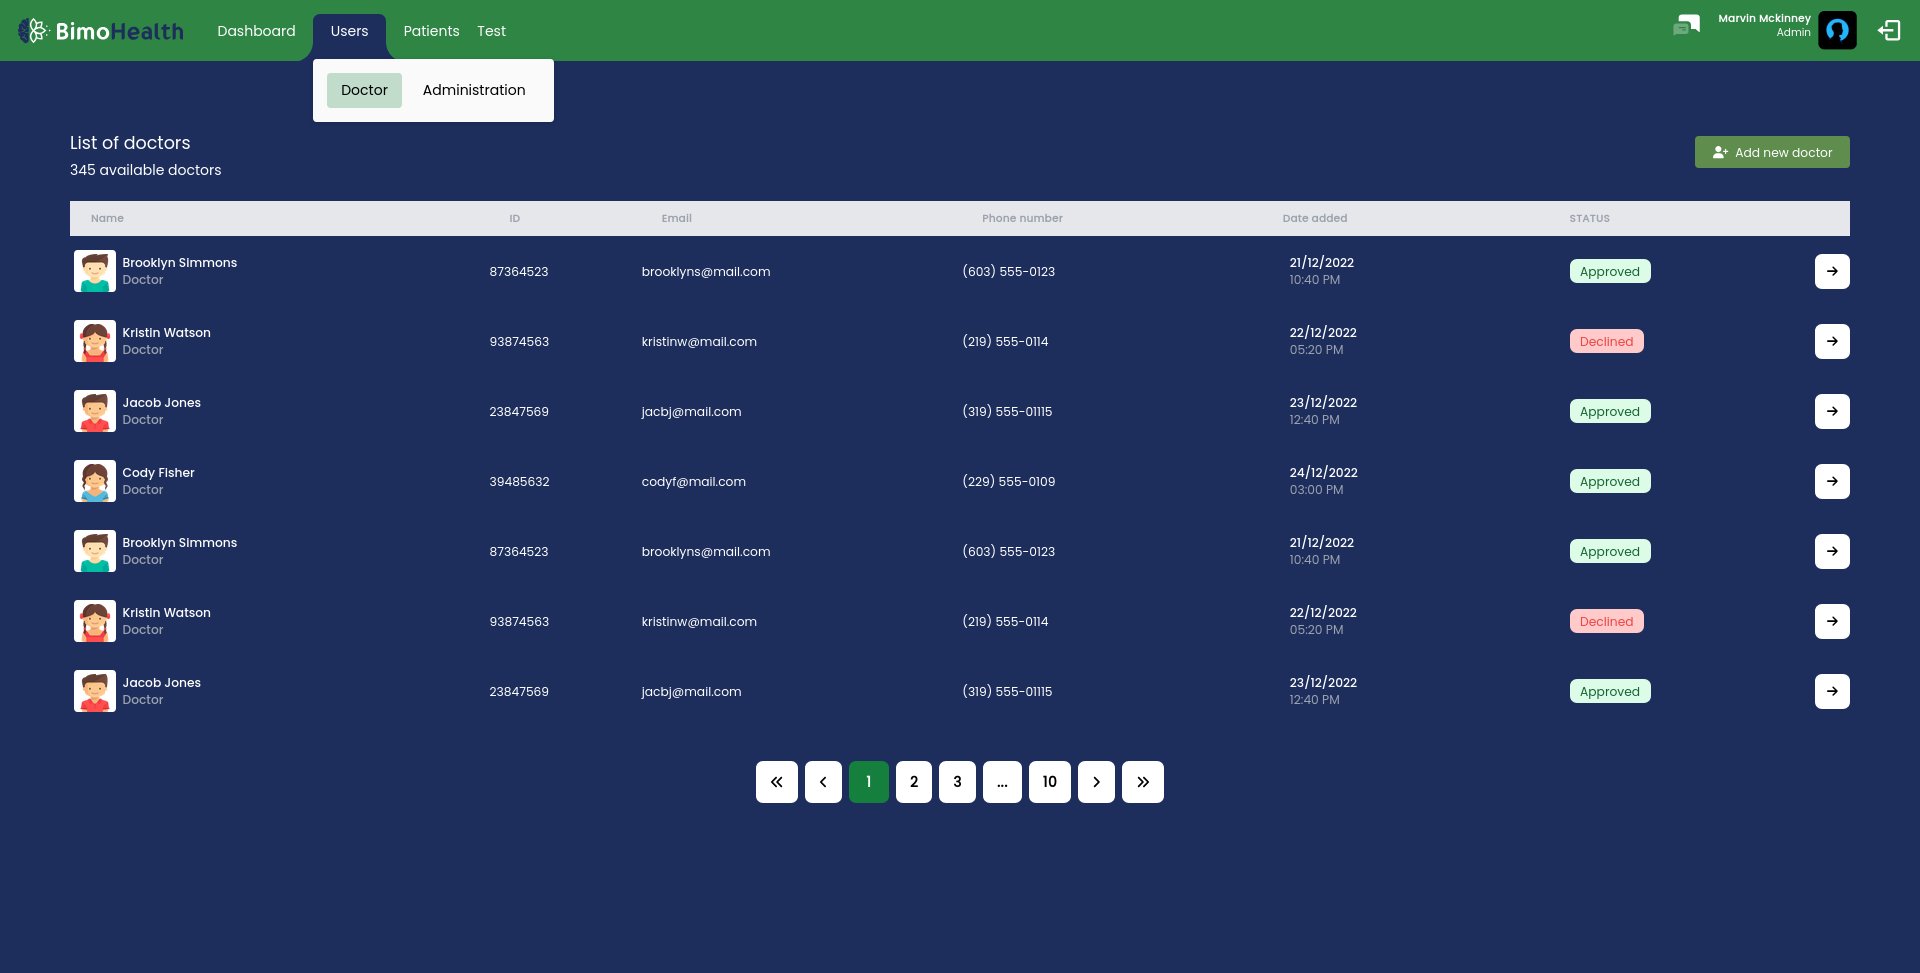 BimoHealth Dashboard Users Patients Test Marvin Mckinney
Admin
Doctor Administration
List of doctors
345 available doctors
Add new doctor
Name ID Email Phone number Date added STATUS
Brooklyn Simmons 87364523 brooklyns@mail.com (603) 555-0123 21/12/2022 Approved
Doctor 10:40 PM
Kristin Watson 93874563 kristinw@mail.com (219) 555-0114 22/12/2022 Declined
Doctor 05:20 PM
Jacob Jones 23847569 jacbj@mail.com (319) 555-01115 23/12/2022 Approved
Doctor 12:40 PM
Cody Fisher 39485632 codyf@mail.com (229) 555-0109 24/12/2022 Approved
Doctor 03:00 PM
Brooklyn Simmons 87364523 brooklyns@mail.com (603) 555-0123 21/12/2022 Approved
Doctor 10:40 PM
Kristin Watson 93874563 kristinw@mail.com (219) 555-0114 22/12/2022 Declined
Doctor 05:20 PM
Jacob Jones 23847569 jacbj@mail.com (319) 555-01115 23/12/2022 Approved
Doctor 12:40 PM
1 2 3 ... 10